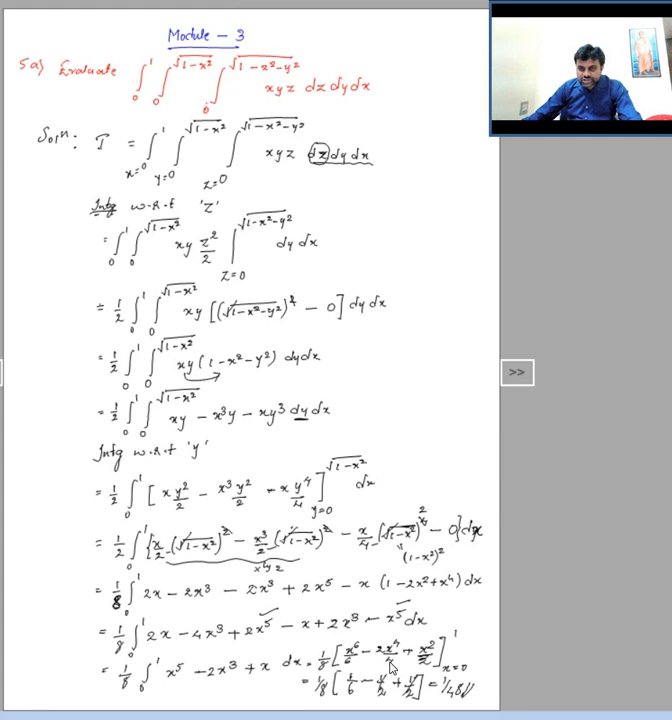 Module - 3
5a) Evaluate ∫₀¹ ∫₀^√(1-x²) ∫₀^√(1-x²-y²) xyz dz dy dx
Solⁿ: I = ∫_{x=0}^1 ∫_{y=0}^√(1-x²) ∫_{z=0}^√(1-x²-y²) xyz dz dy dx
Intg w.r.t 'z'
= ∫₀¹ ∫₀^√(1-x²) xy z²/2 |_{z=0}^√(1-x²-y²) dy dx
= 1/2 ∫₀¹ ∫₀^√(1-x²) xy [(√(1-x²-y²))² - 0] dy dx
= 1/2 ∫₀¹ ∫₀^√(1-x²) xy (1-x²-y²) dy dx
= 1/2 ∫₀¹ ∫₀^√(1-x²) xy - x³y - xy³ dy dx
Intg w.r.t 'y'
= 1/2 ∫₀¹ [x y²/2 - x³y²/2 - x y⁴/4]_{y=0}^√(1-x²) dx
= 1/2 ∫₀¹ {x/2 (√(1-x²))² - x³/2 (√(1-x²))² - x/4 (√(1-x²))⁴ - 0} dx
(1-x²)²
= 1/8 ∫₀¹ 2x - 2x³ - 2x³ + 2x⁵ - x (1-2x²+x⁴) dx
= 1/8 ∫₀¹ 2x - 4x³ + 2x⁵ - x + 2x³ - x⁵ dx
= 1/8 ∫₀¹ x⁵ - 2x³ + x dx = 1/8 [x⁶/6 - 2x⁴/4 + x²/2]_{x=0}^1
= 1/8 [1/6 - 1/2 + 1/2] = 1/48 //
>>